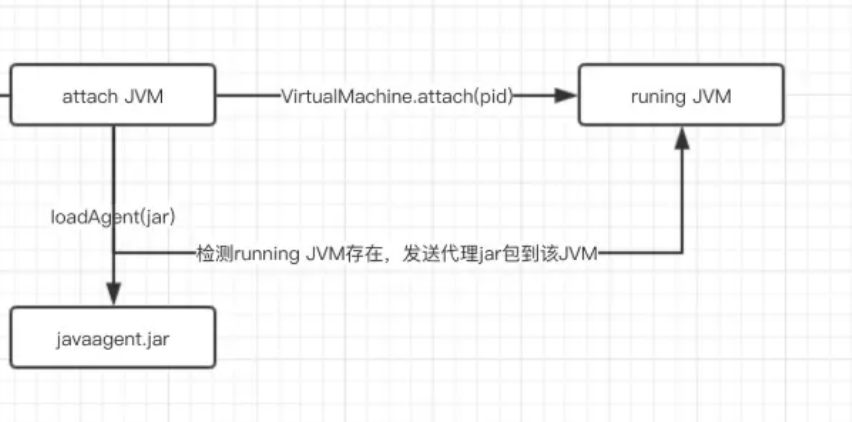 attach JVM
VirtualMachine.attach(pid)
runing JVM
loadAgent(jar)
检测running JVM存在，发送代理jar包到该JVM
javaagent.jar